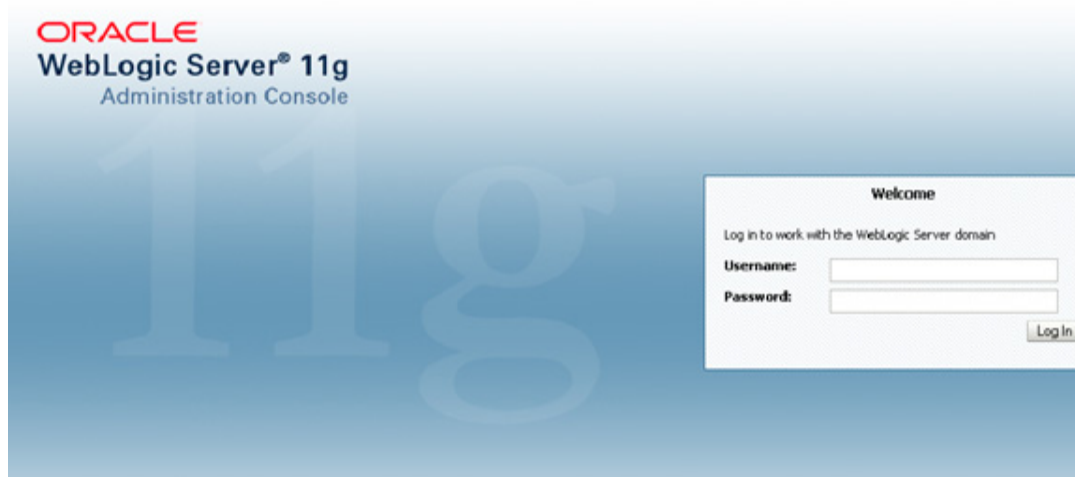 ORACLE
WebLogic Server® 11g
Administration Console
11g
Welcome
Log in to work with the WebLogic Server domain
Username:
Password:
Log In